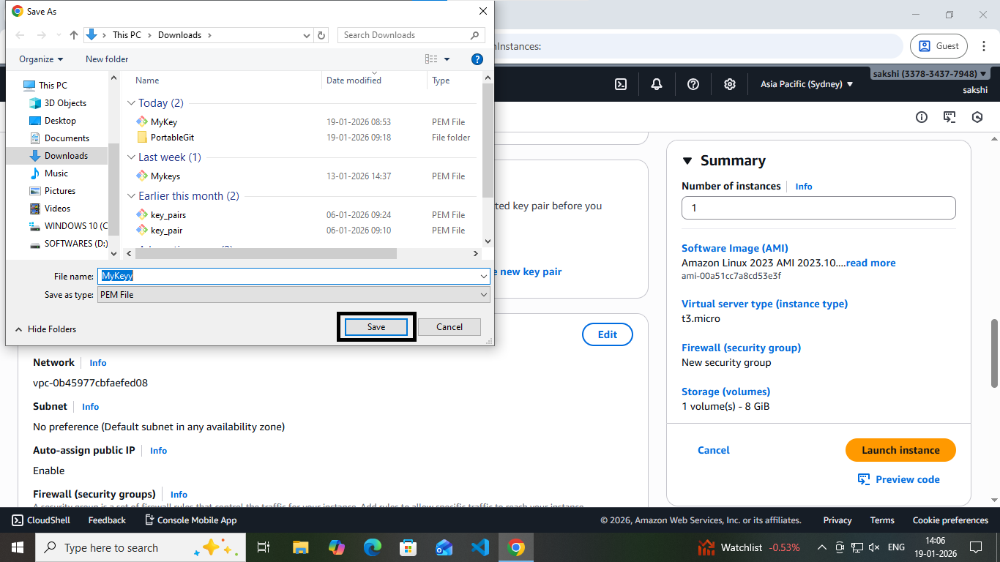 Save As
This PC > Downloads >
Search Downloads
Organize
New folder
This PC
3D Objects
Desktop
Documents
Downloads
Music
Pictures
Videos
WINDOWS 10 (C
SOFTWARES (D:)
Name Date modified Type
Today (2)
MyKey 19-01-2026 08:53 PEM File
PortableGit 19-01-2026 09:18 File folder
Last week (1)
Mykeys 13-01-2026 14:37 PEM File
Earlier this month (2)
key_pairs 06-01-2026 09:24 PEM File
key_pair 06-01-2026 09:10 PEM File
File name: MyKeyy
Save as type: PEM File
Hide Folders
Save
Cancel
nInstances:
Guest
Asia Pacific (Sydney)
sakshi (3378-3437-7948)
sakshi
ted key pair before you
e new key pair
Edit
Network Info
vpc-0b45977cbfaefed08
Subnet Info
No preference (Default subnet in any availability zone)
Auto-assign public IP Info
Enable
Firewall (security groups) Info
A security group is a set of firewall rules that control the traffic for your instance. Add rules to allow specific traffic to reach your instance.
Summary
Number of instances Info
1
Software Image (AMI)
Amazon Linux 2023 AMI 2023.10....read more
ami-00a51cc7a8cd53e3f
Virtual server type (instance type)
t3.micro
Firewall (security group)
New security group
Storage (volumes)
1 volume(s) - 8 GiB
Cancel
Launch instance
Preview code
CloudShell Feedback Console Mobile App
© 2026, Amazon Web Services, Inc. or its affiliates. Privacy Terms Cookie preferences
Type here to search
Watchlist -0.53%
ENG
14:06
19-01-2026